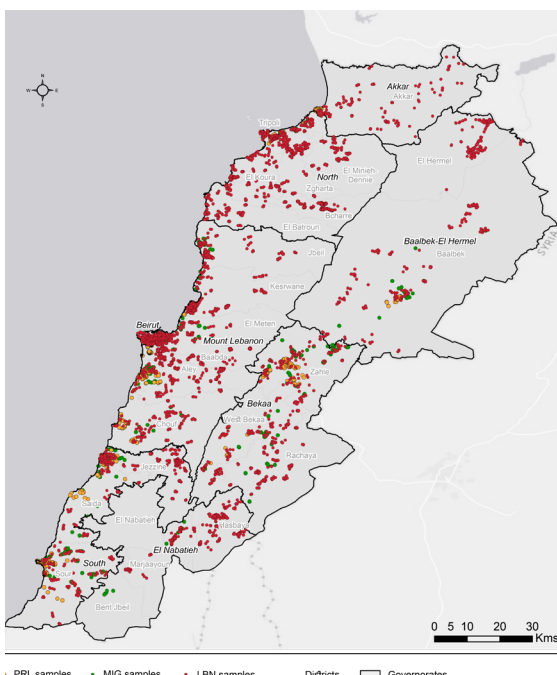 N
W E
S
Akkar
Akkar
Tripoli
El Hermel
El Koura
North
El Minieh
Dennie
Zgharta
Bcharre
El Batroun
Baalbek-El Hermel
Baalbek
SYRIA
Jbeil
Kesrwane
El Meten
Beirut
Mount Lebanon
Baabda
Aley
Zahle
Bekaa
Chouf
West Bekaa
Rachaya
Jezzine
Saida
El Nabatieh
Hasbaya
El Nabatieh
Marjaayoun
South
Sour
Bent Jbeil
0 5 10 20 30
Kms
PRL samples MIG samples LBN samples Districts Governorates